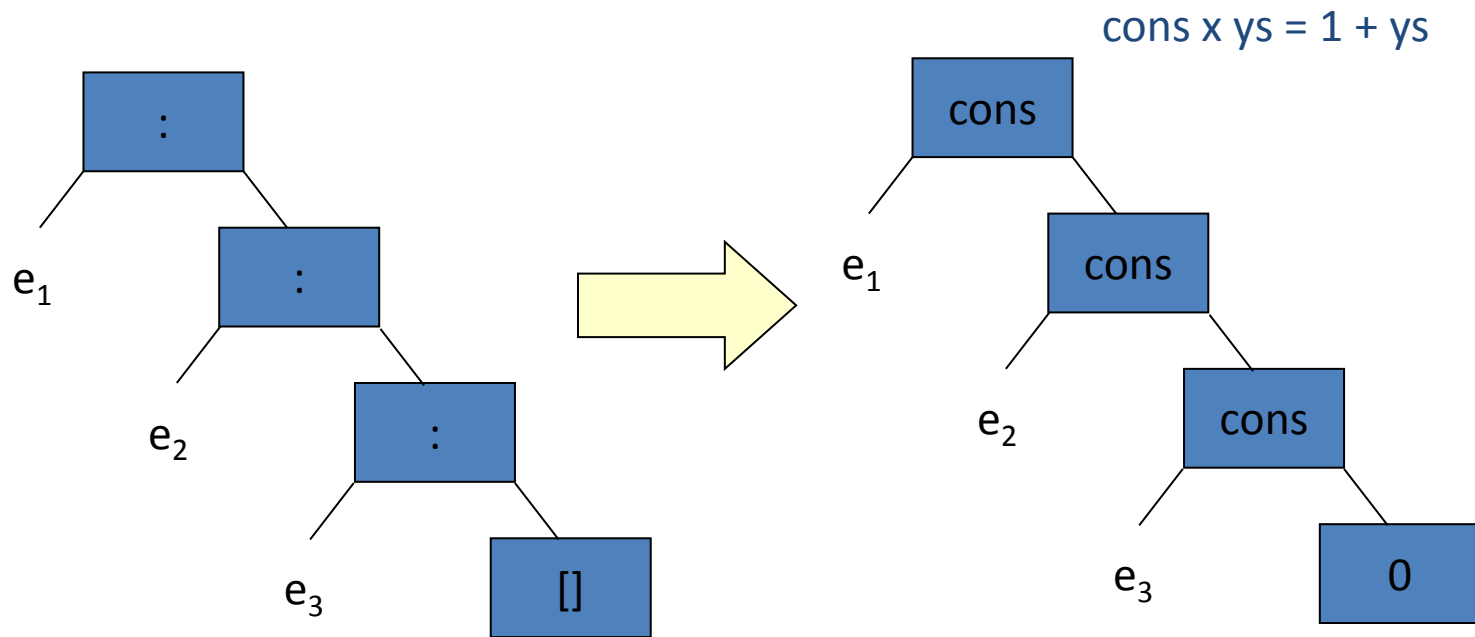 cons x ys = 1 + ys
:
e₁
:
e₂
:
e₃
[]
cons
e₁
cons
e₂
cons
e₃
0